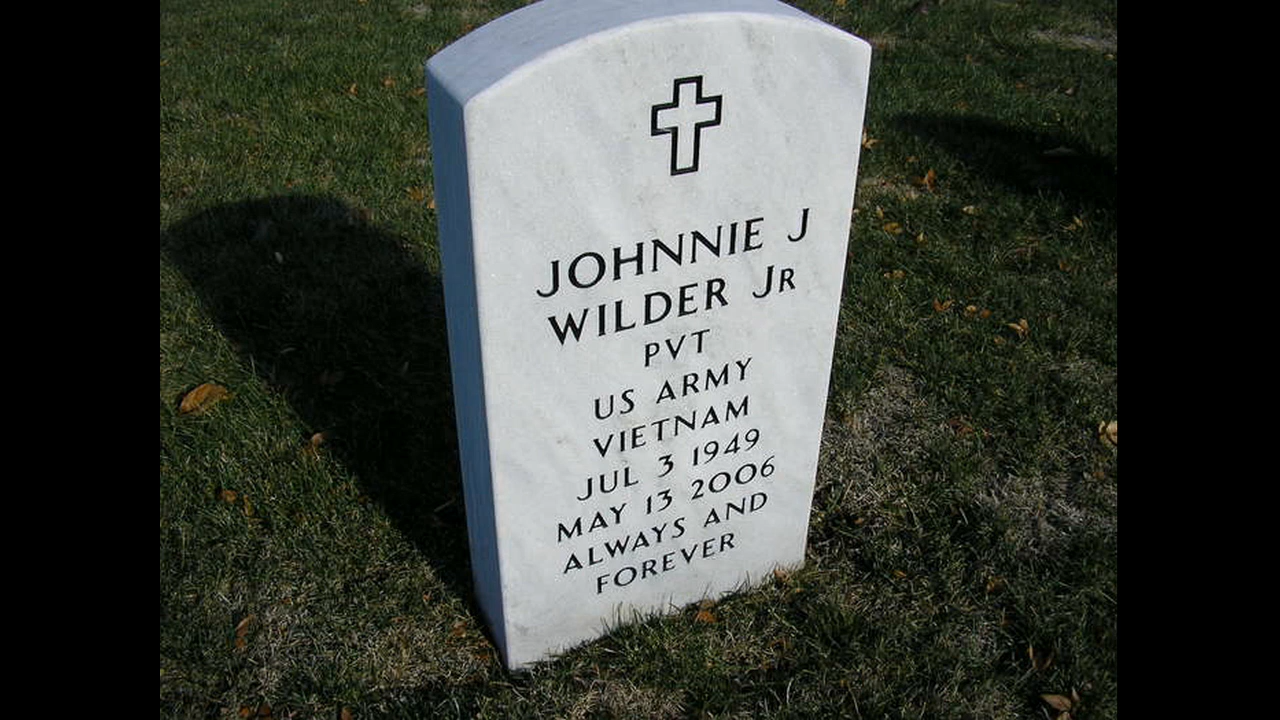 JOHNNIE J
WILDER JR
PVT
US ARMY
VIETNAM
JUL 3 1949
MAY 13 2006
ALWAYS AND
FOREVER